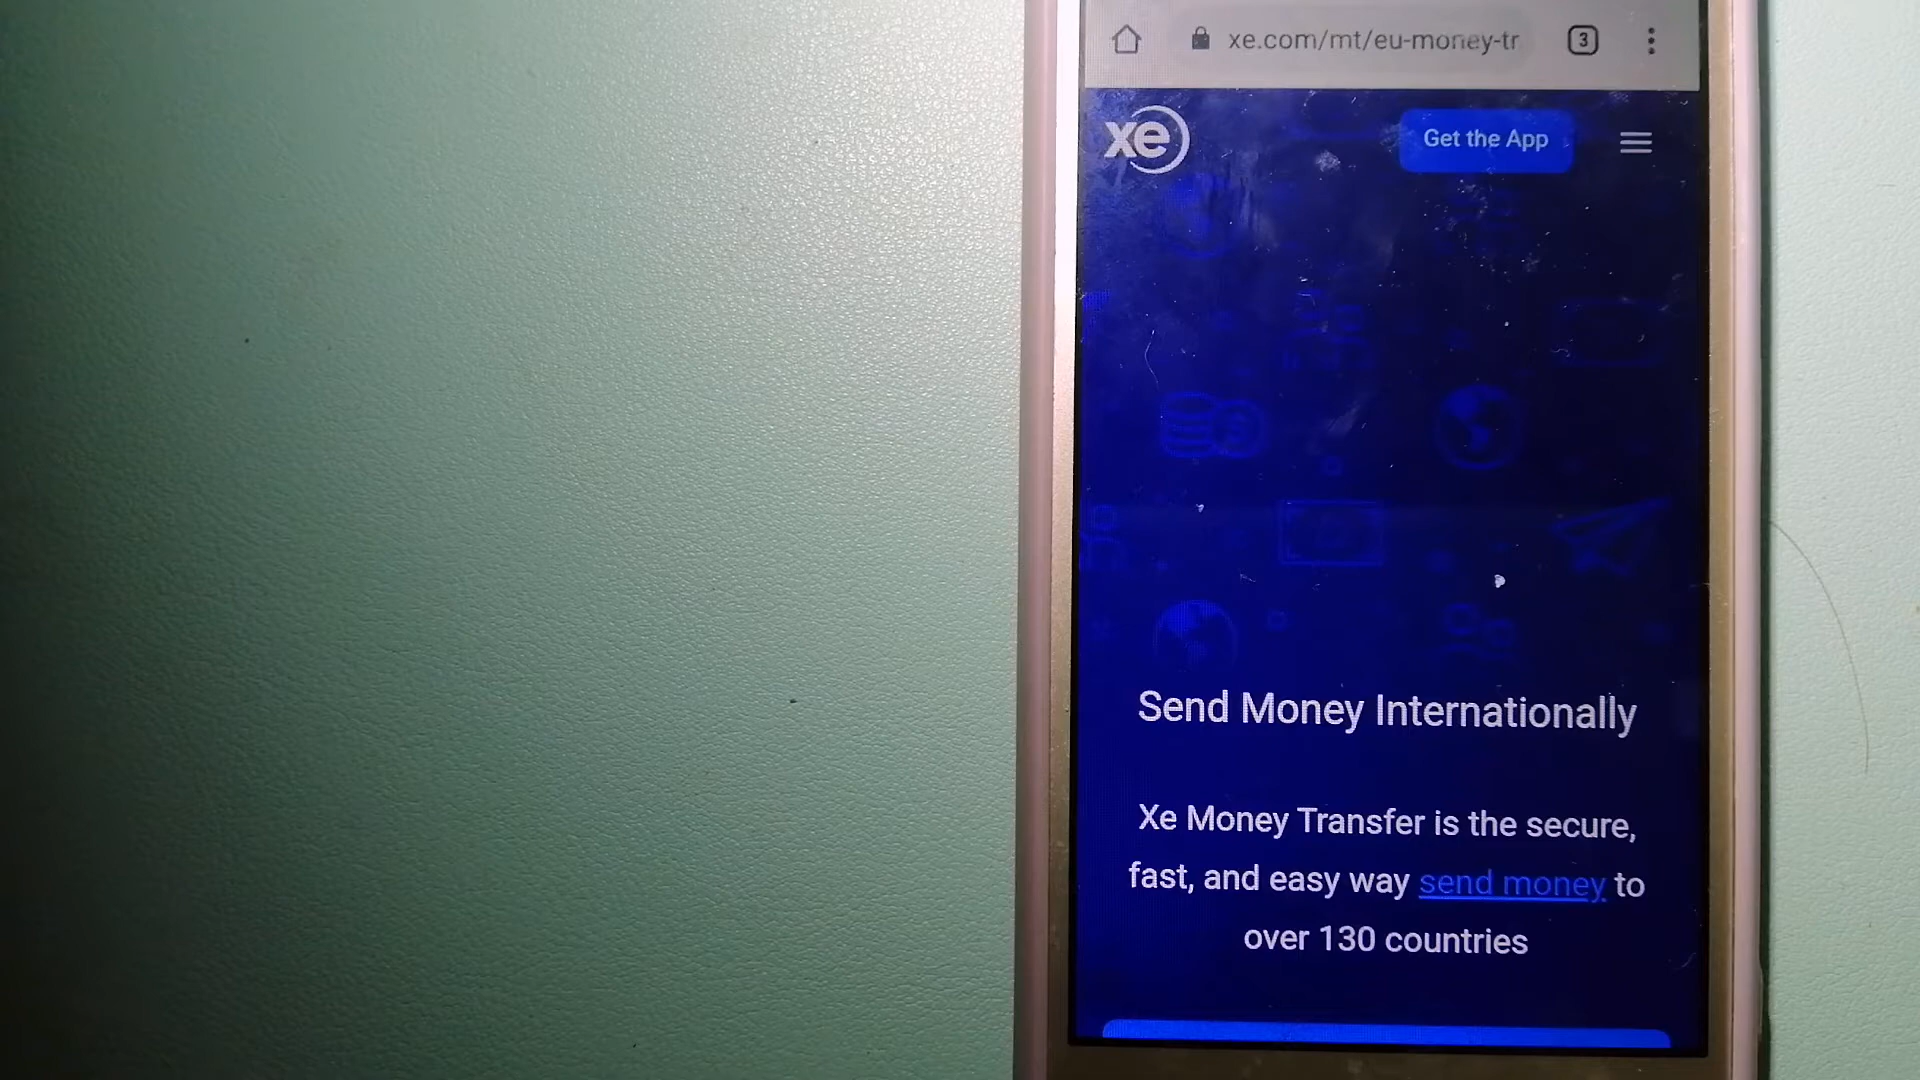 xe.com/mt/eu-money-tr
3
xe
Get the App
Send Money Internationally
Xe Money Transfer is the secure,
fast, and easy way send money to
over 130 countries